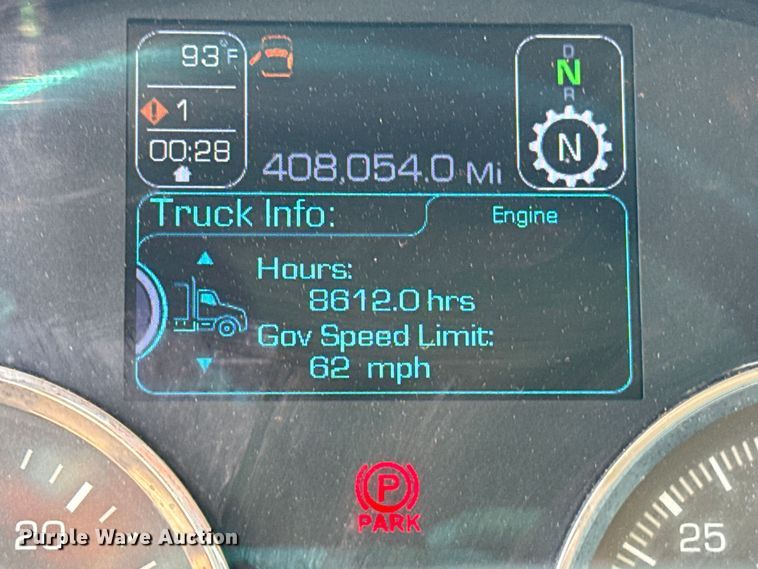 93°F
1
00:28
408,054.0 Mi
D
N
R
N
Truck Info:
Engine
Hours:
8612.0 hrs
Gov Speed Limit:
62 mph
P
PARK
20
25
Purple Wave Auction